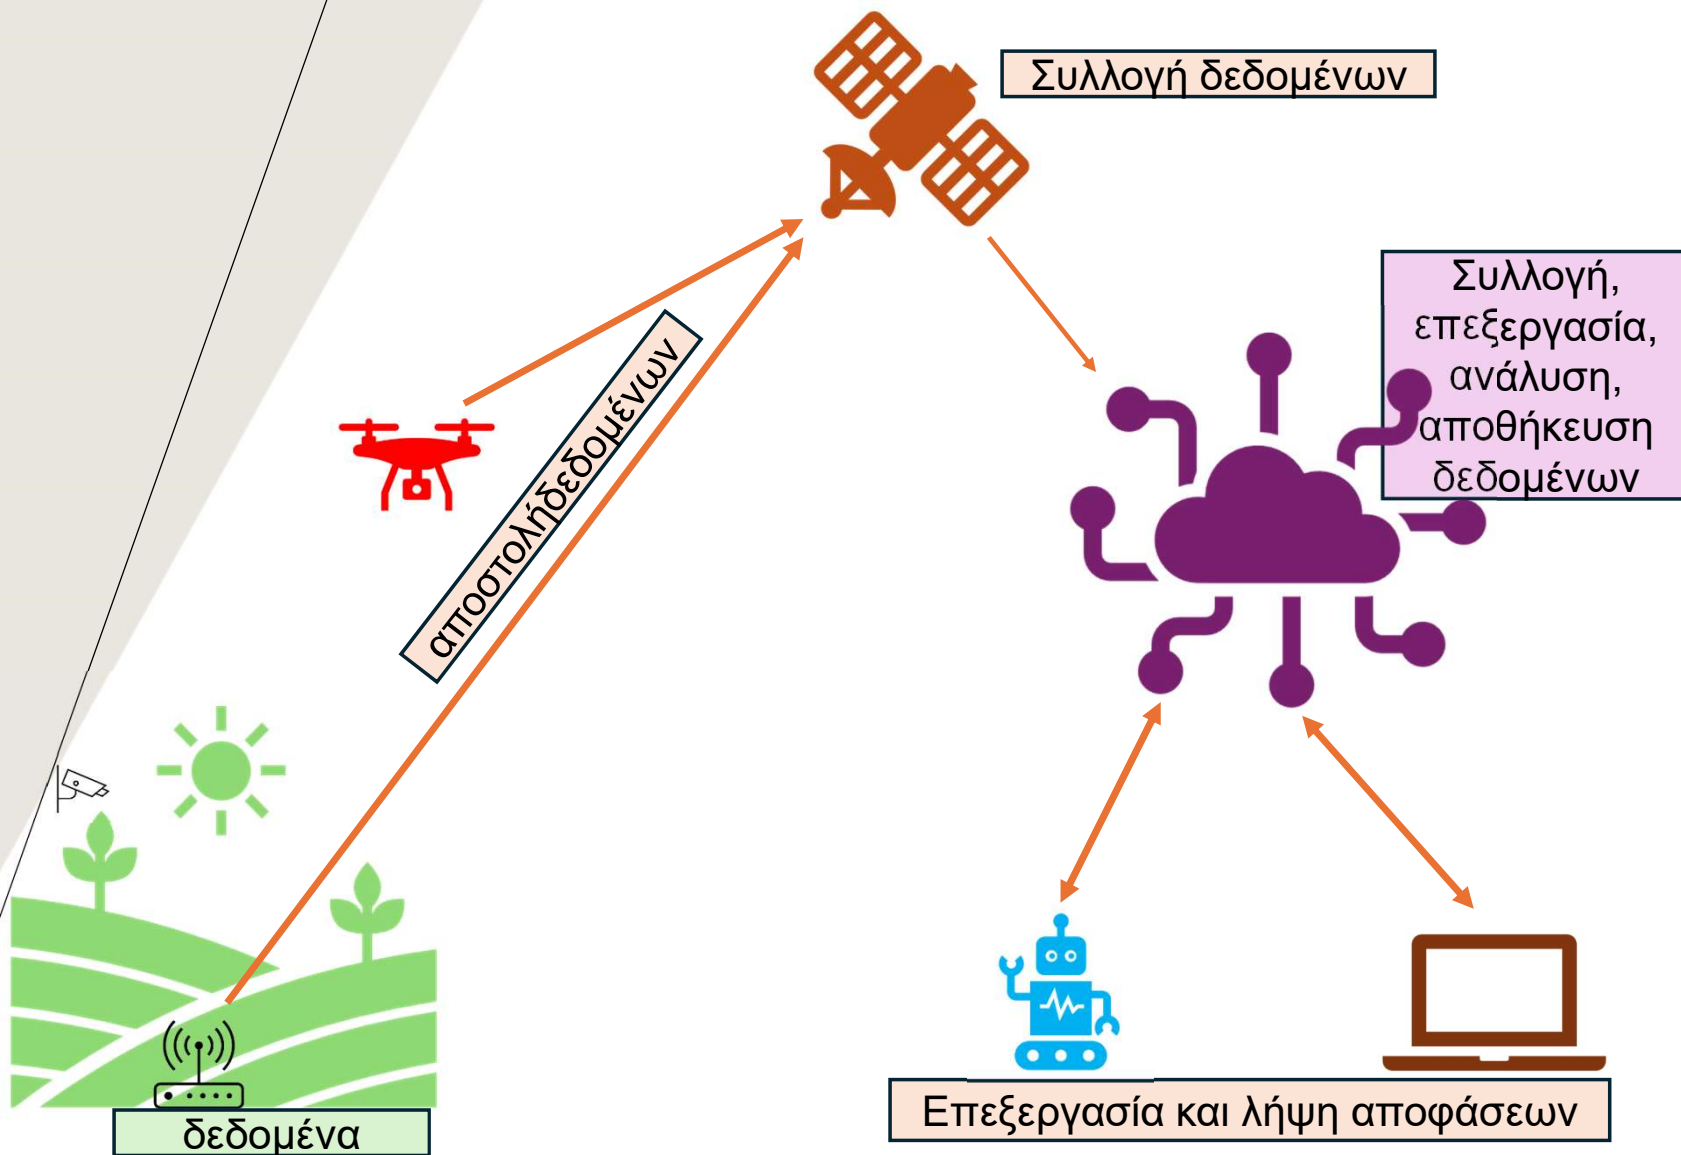 Συλλογή δεδομένων
Συλλογή,
επεξεργασία,
ανάλυση,
αποθήκευση
δεδομένων
αποστολήδεδομένων
δεδομένα
Επεξεργασία και λήψη αποφάσεων